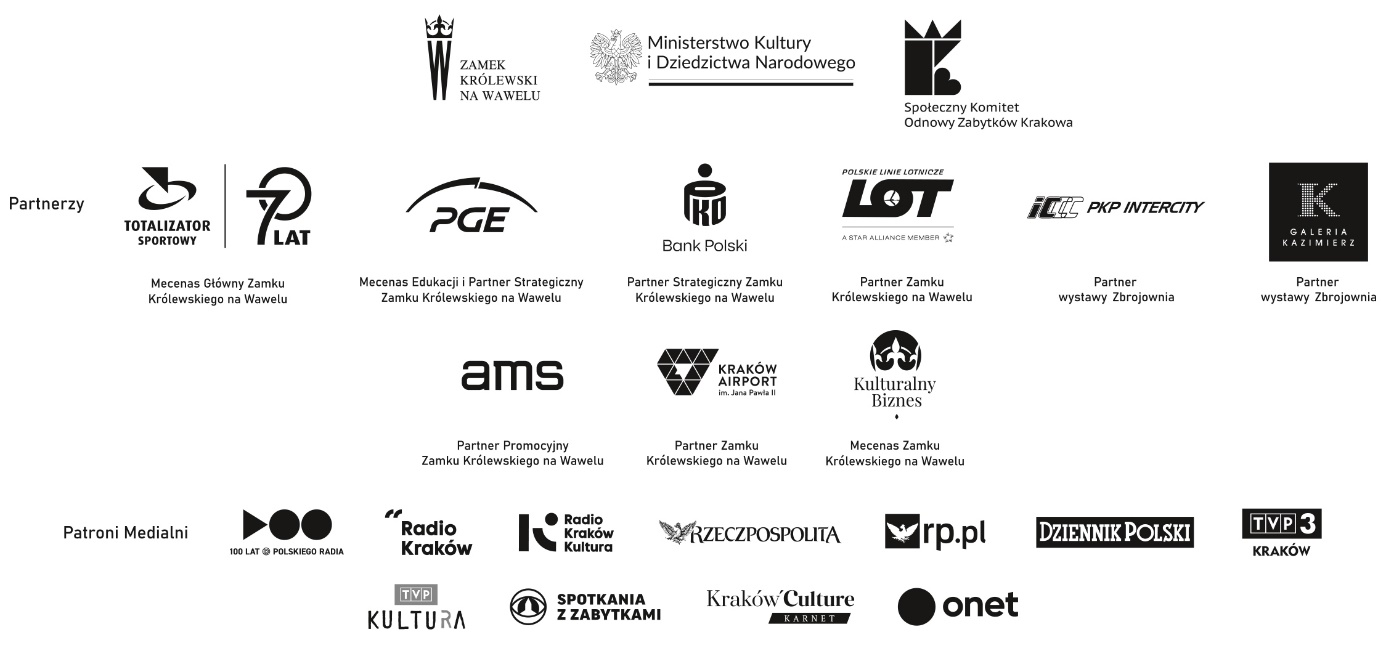 ZAMEK
KRÓLEWSKI
NA WAWELU
Ministerstwo Kultury
i Dziedzictwa Narodowego
Społeczny Komitet
Odnowy Zabytków Krakowa
Partnerzy
TOTALIZATOR
SPORTOWY
70
LAT
Mecenas Główny Zamku
Królewskiego na Wawelu
PGE
Mecenas Edukacji i Partner Strategiczny
Zamku Królewskiego na Wawelu
PKO
Bank Polski
Partner Strategiczny Zamku
Królewskiego na Wawelu
POLSKIE LINIE LOTNICZE
LOT
A STAR ALLIANCE MEMBER
Partner Zamku
Królewskiego na Wawelu
IC PKP INTERCITY
Partner
wystawy Zbrojownia
K
GALERIA
KAZIMIERZ
Partner
wystawy Zbrojownia
ams
Partner Promocyjny
Zamku Królewskiego na Wawelu
KRAKÓW
AIRPORT
im. Jana Pawła II
Partner Zamku
Królewskiego na Wawelu
Kulturalny
Biznes
Mecenas Zamku
Królewskiego na Wawelu
Patroni Medialni
100 LAT @ POLSKIEGO RADIA
Radio
Kraków
Radio
Kraków
Kultura
RZECZPOSPOLITA
rp.pl
DZIENNIK POLSKI
TVP 3
KRAKÓW
TVP
KULTURA
SPOTKANIA
Z ZABYTKAMI
Kraków Culture
KARNET
onet